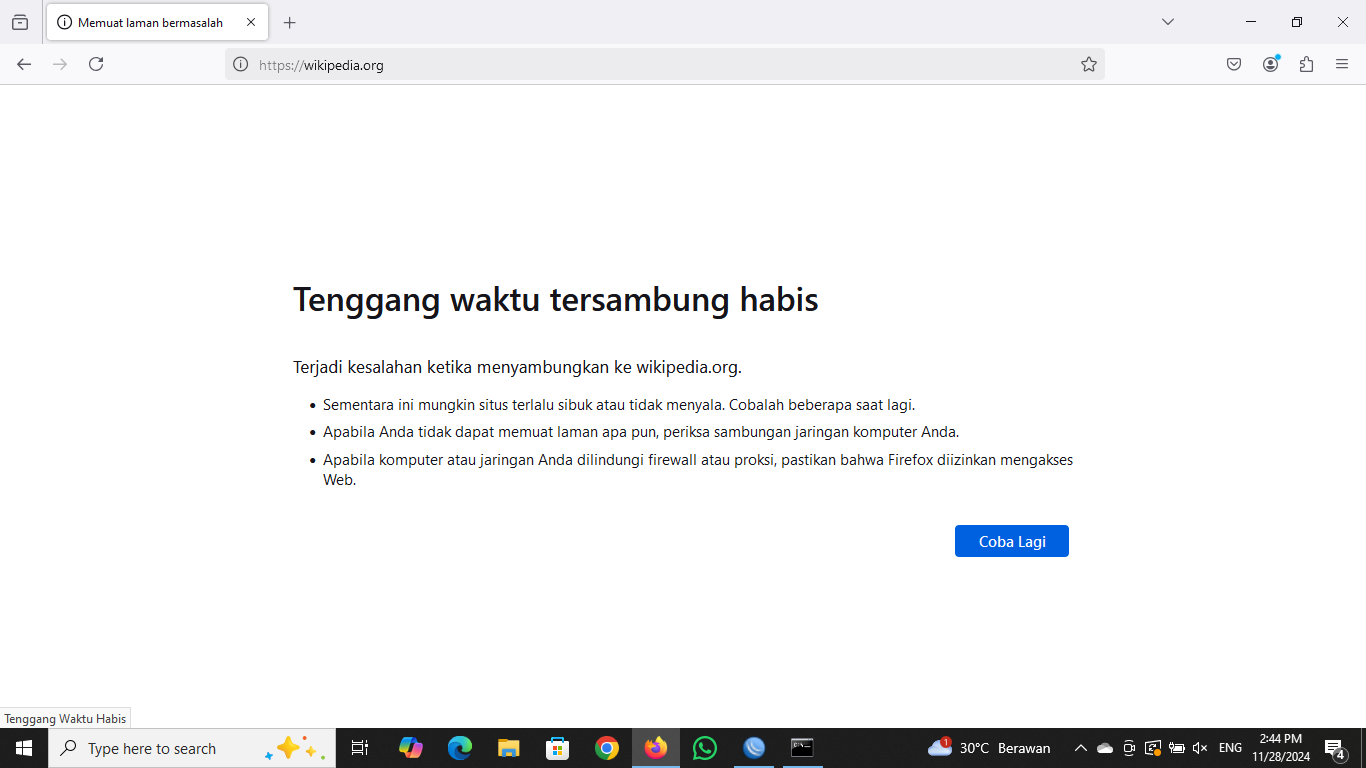 Memuat laman bermasalah
https://wikipedia.org
Tenggang waktu tersambung habis
Terjadi kesalahan ketika menyambungkan ke wikipedia.org.
• Sementara ini mungkin situs terlalu sibuk atau tidak menyala. Cobalah beberapa saat lagi.
• Apabila Anda tidak dapat memuat laman apa pun, periksa sambungan jaringan komputer Anda.
• Apabila komputer atau jaringan Anda dilindungi firewall atau proksi, pastikan bahwa Firefox diizinkan mengakses
Web.
Coba Lagi
Tenggang Waktu Habis
Type here to search
1
30°C Berawan
ENG
2:44 PM
11/28/2024
4